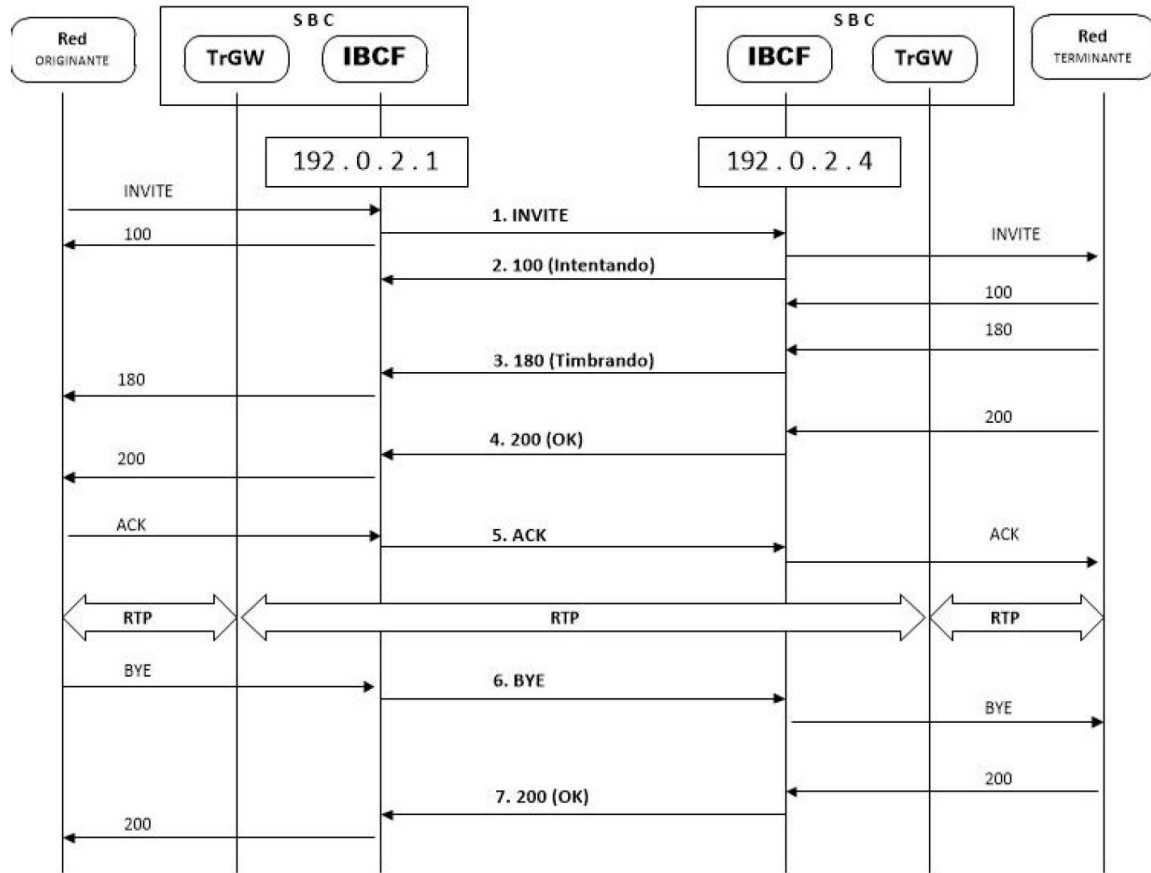 S B C
S B C
Red
ORIGINANTE
TrGW
IBCF
IBCF
TrGW
Red
TERMINANTE
192 . 0 . 2 . 1
192 . 0 . 2 . 4
INVITE
1. INVITE
100
INVITE
2. 100 (Intentando)
100
180
3. 180 (Timbrando)
180
200
4. 200 (OK)
200
ACK
5. ACK
ACK
RTP
RTP
RTP
BYE
6. BYE
BYE
200
7. 200 (OK)
200